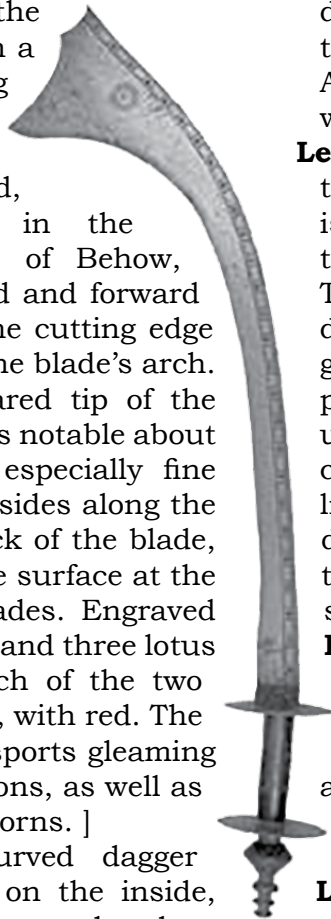 the
a
g
d,
in the
of Behow,
d and forward
e cutting edge
e blade's arch.
ared tip of the
s notable about
especially fine
sides along the
ck of the blade,
e surface at the
ades. Engraved
and three lotus
ch of the two
, with red. The
sports gleaming
ons, as well as
orns. ]
urved dagger
on the inside,
d
t
A
w
Le
t
is
t
T
d
g
p
u
li
d
t
s
a
L